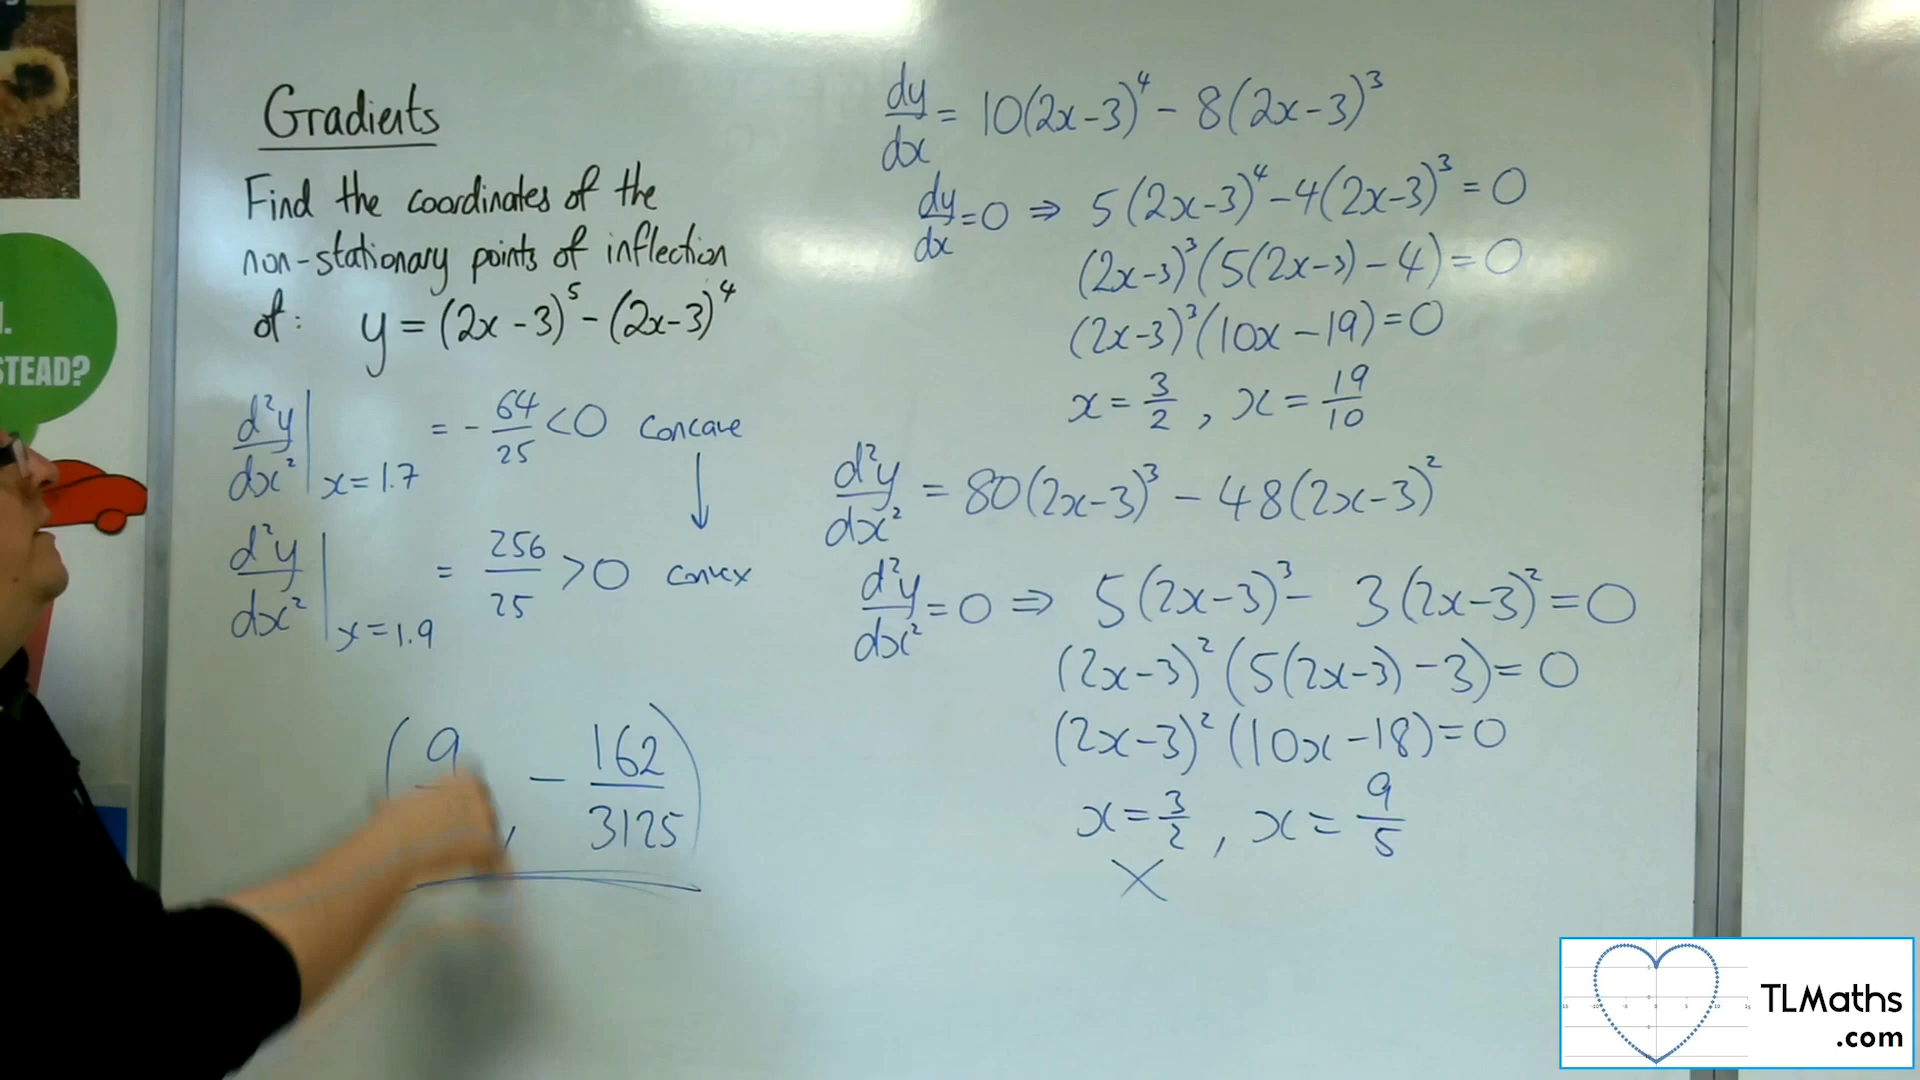 Gradients
Find the coordinates of the
non-stationary points of inflection
of: y = (2x-3)⁵ - (2x-3)⁴
d²y/dx² | x=1.7 = -64/25 < 0 concave
↓
d²y/dx² | x=1.9 = 256/25 > 0 convex
(9 , -162/3125)
dy/dx = 10(2x-3)⁴ - 8(2x-3)³
dy/dx = 0 ⇒ 5(2x-3)⁴ - 4(2x-3)³ = 0
(2x-3)³(5(2x-3) - 4) = 0
(2x-3)³(10x - 19) = 0
x = 3/2 , x = 19/10
d²y/dx² = 80(2x-3)³ - 48(2x-3)²
d²y/dx² = 0 ⇒ 5(2x-3)³ - 3(2x-3)² = 0
(2x-3)²(5(2x-3) - 3) = 0
(2x-3)²(10x - 18) = 0
x = 3/2 , x = 9/5
X
STEAD?
TLMaths
.com